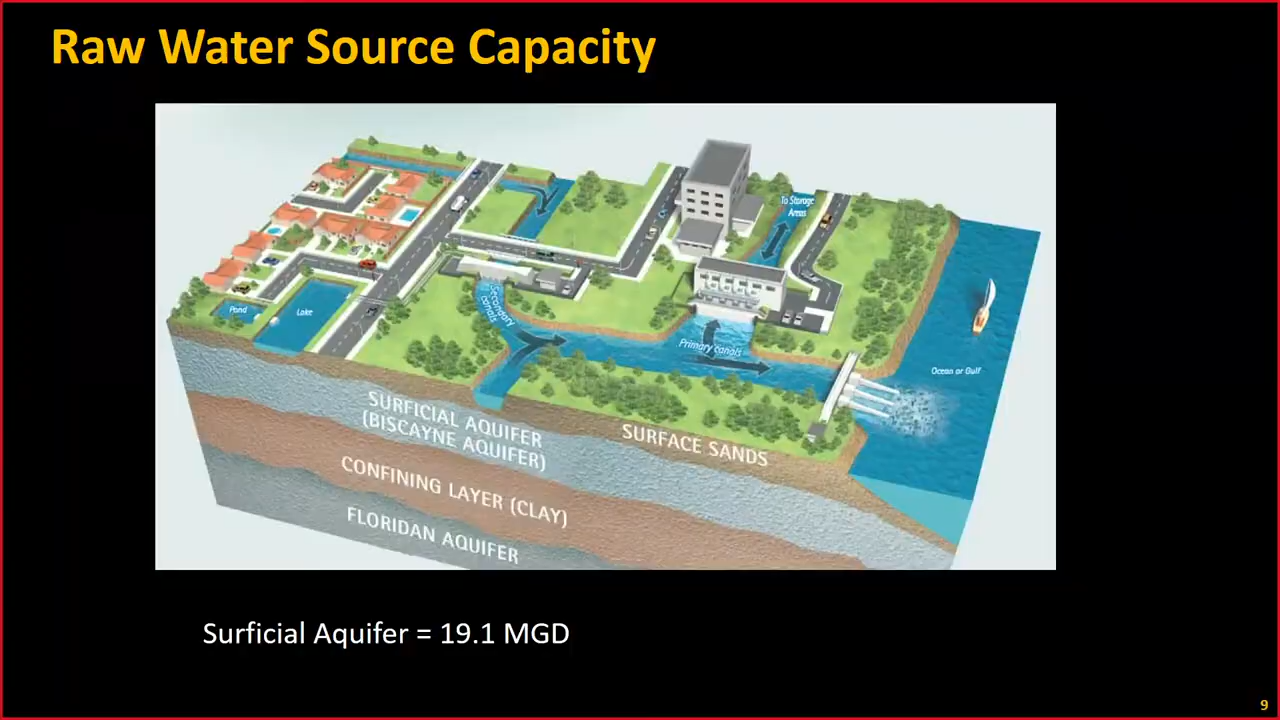 Raw Water Source Capacity
To Storage
Areas
Pond
Lake
Secondary
canals
Primary canals
Ocean or Gulf
SURFICIAL AQUIFER
(BISCAYNE AQUIFER)
SURFACE SANDS
CONFINING LAYER (CLAY)
FLORIDAN AQUIFER
Surficial Aquifer = 19.1 MGD
9